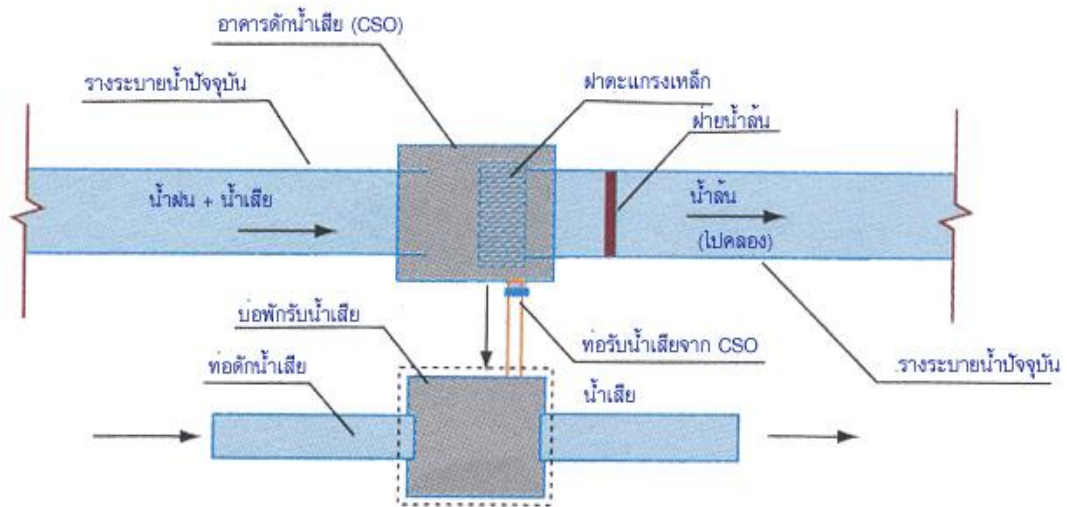 อาคารดักน้ำเสีย (CSO)
รางระบายน้ำปัจจุบัน
ฝาตะแกรงเหล็ก
ฝายน้ำล้น
น้ำฝน + น้ำเสีย
น้ำล้น
(ไปคลอง)
บ่อพักรับน้ำเสีย
ท่อรับน้ำเสียจาก CSO
ท่อดักน้ำเสีย
รางระบายน้ำปัจจุบัน
น้ำเสีย